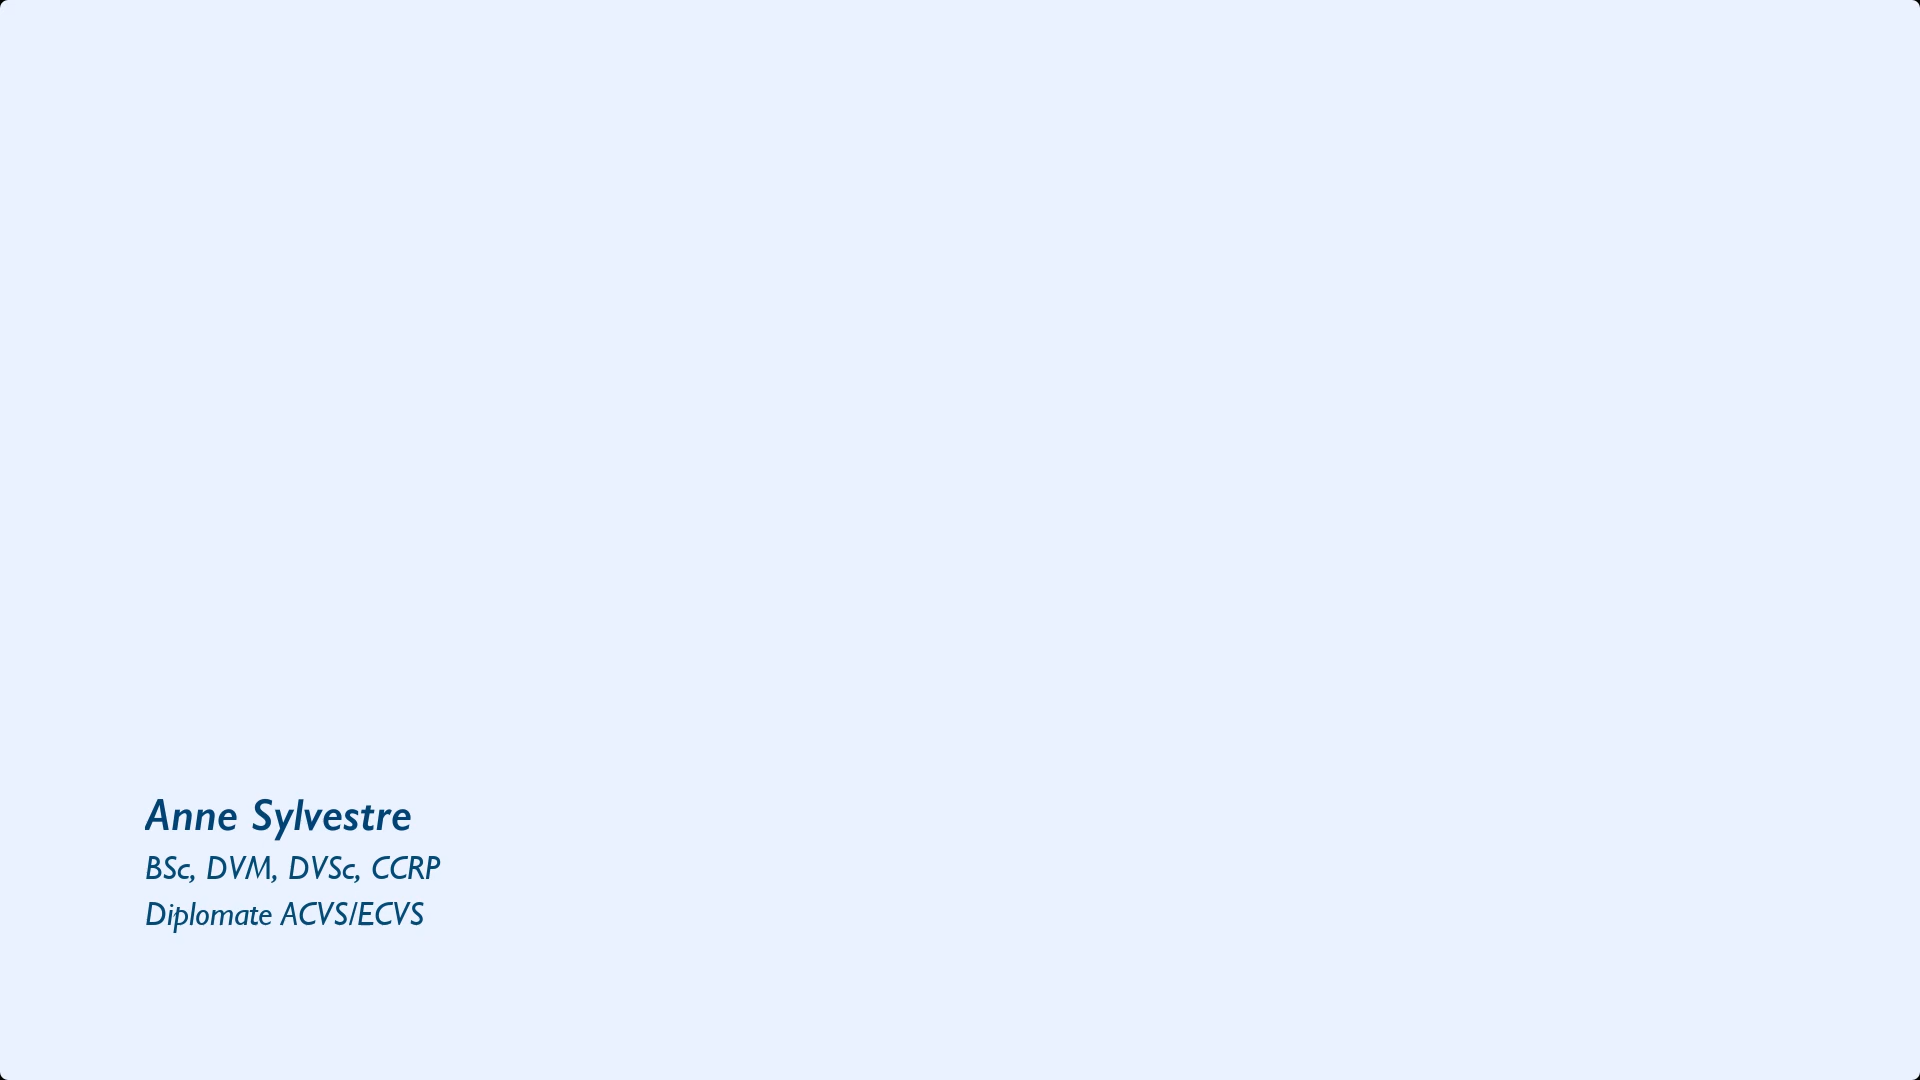 Anne Sylvestre
BSc, DVM, DVSc, CCRP
Diplomate ACVS/ECVS